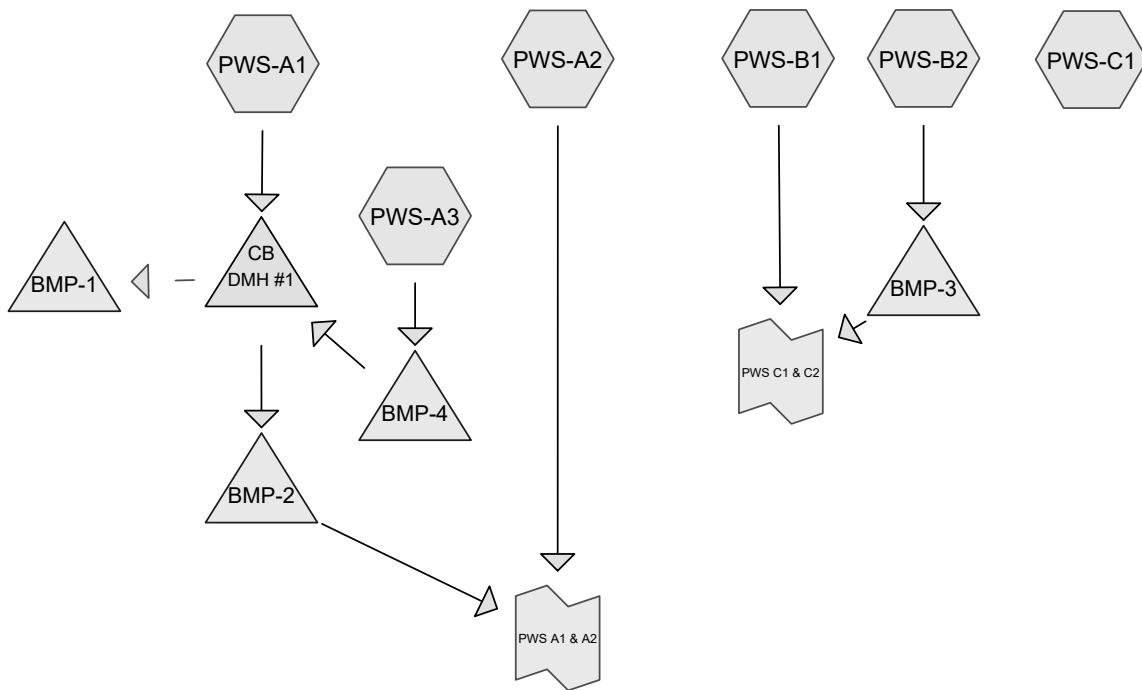 PWS-A1
PWS-A2
PWS-B1
PWS-B2
PWS-C1
PWS-A3
CB
DMH #1
BMP-1
BMP-3
PWS C1 & C2
BMP-4
BMP-2
PWS A1 & A2